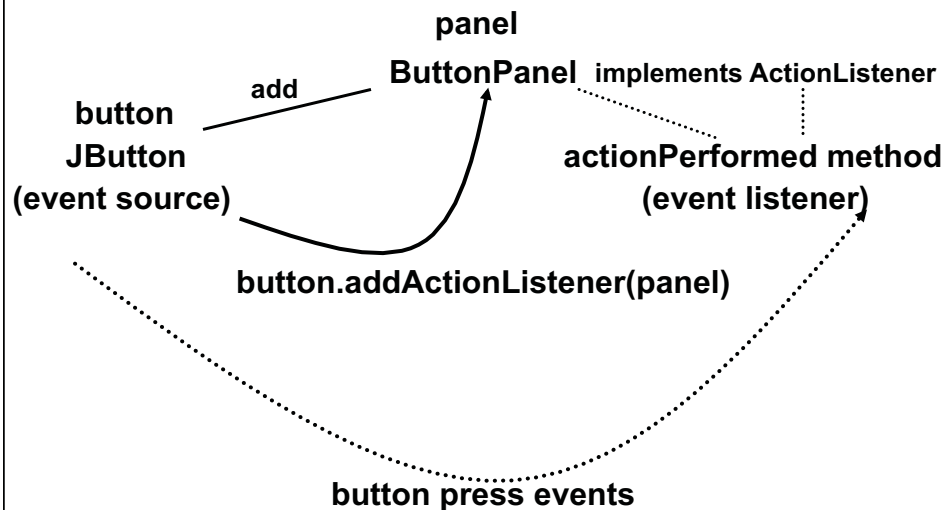 panel
ButtonPanel implements ActionListener
add
button
JButton
(event source)
actionPerformed method
(event listener)
button.addActionListener(panel)
button press events